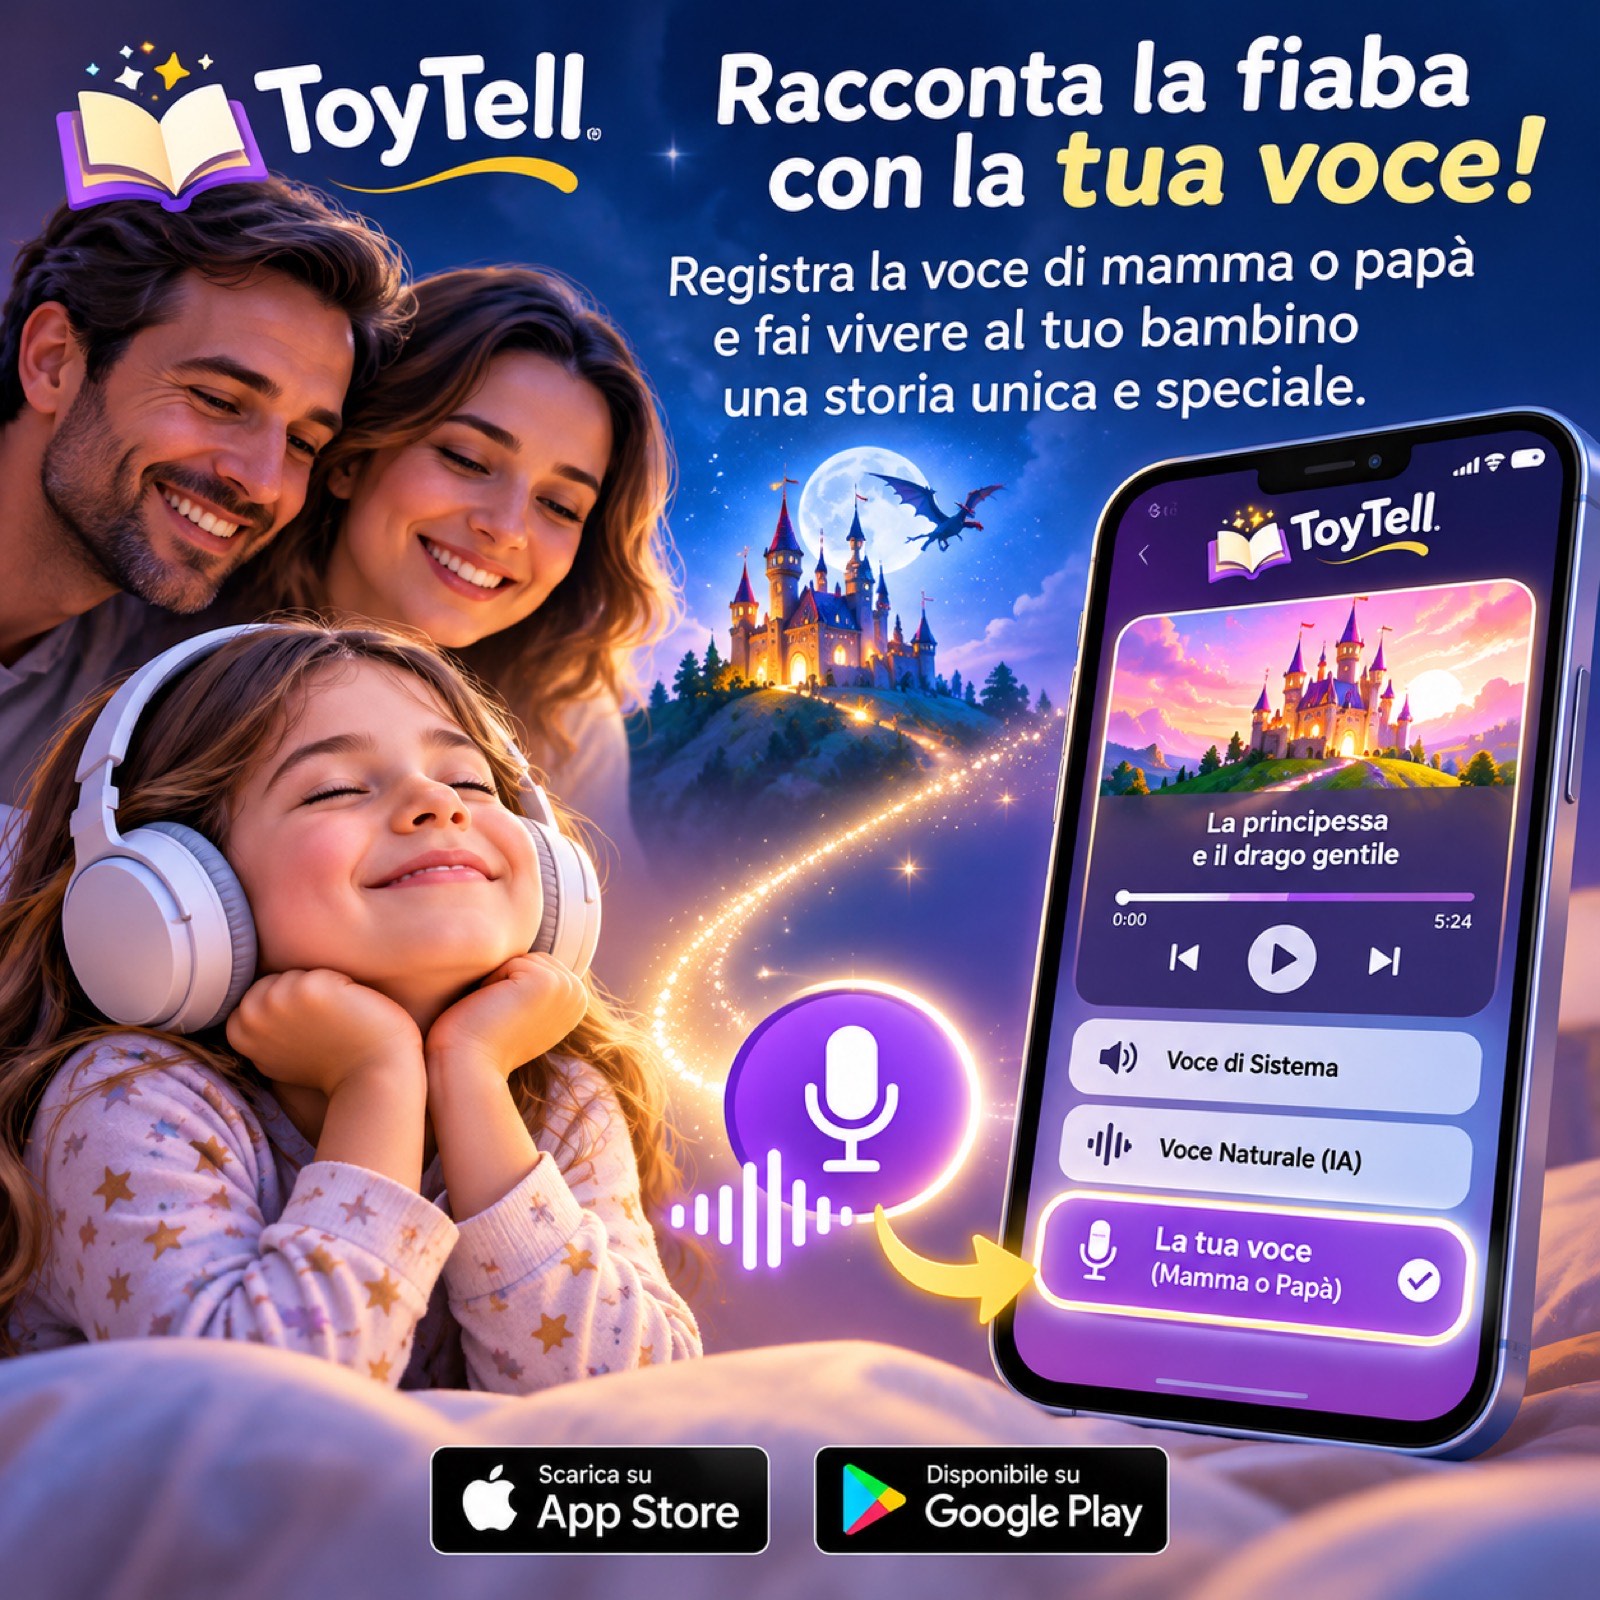 ToyTell®
Racconta la fiaba
con la tua voce!
Registra la voce di mamma o papà
e fai vivere al tuo bambino
una storia unica e speciale.
ToyTell.
La principessa
e il drago gentile
0:00
5:24
Voce di Sistema
Voce Naturale (IA)
La tua voce
(Mamma o Papà)
Scarica su
App Store
Disponibile su
Google Play